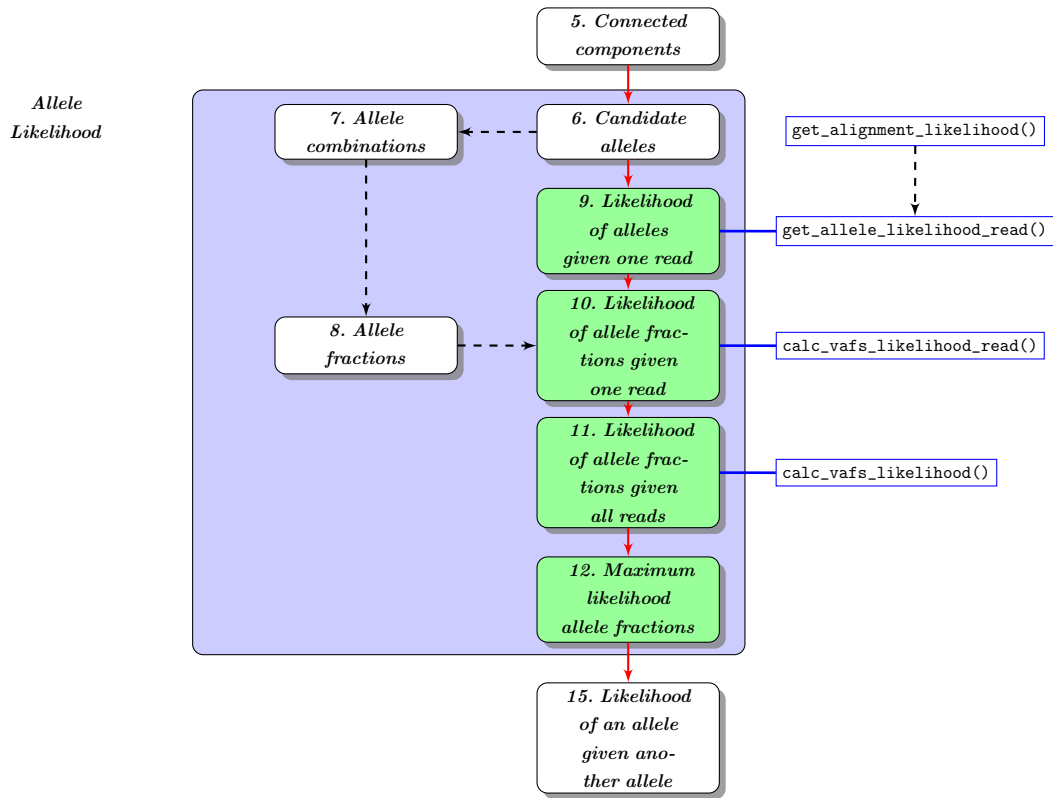 5. Connected
components
Allele
Likelihood
7. Allele
combinations
6. Candidate
alleles
get_alignment_likelihood()
9. Likelihood
of alleles
given one read
get_allele_likelihood_read()
8. Allele
fractions
10. Likelihood
of allele frac-
tions given
one read
calc_vafs_likelihood_read()
11. Likelihood
of allele frac-
tions given
all reads
calc_vafs_likelihood()
12. Maximum
likelihood
allele fractions
15. Likelihood
of an allele
given ano-
ther allele